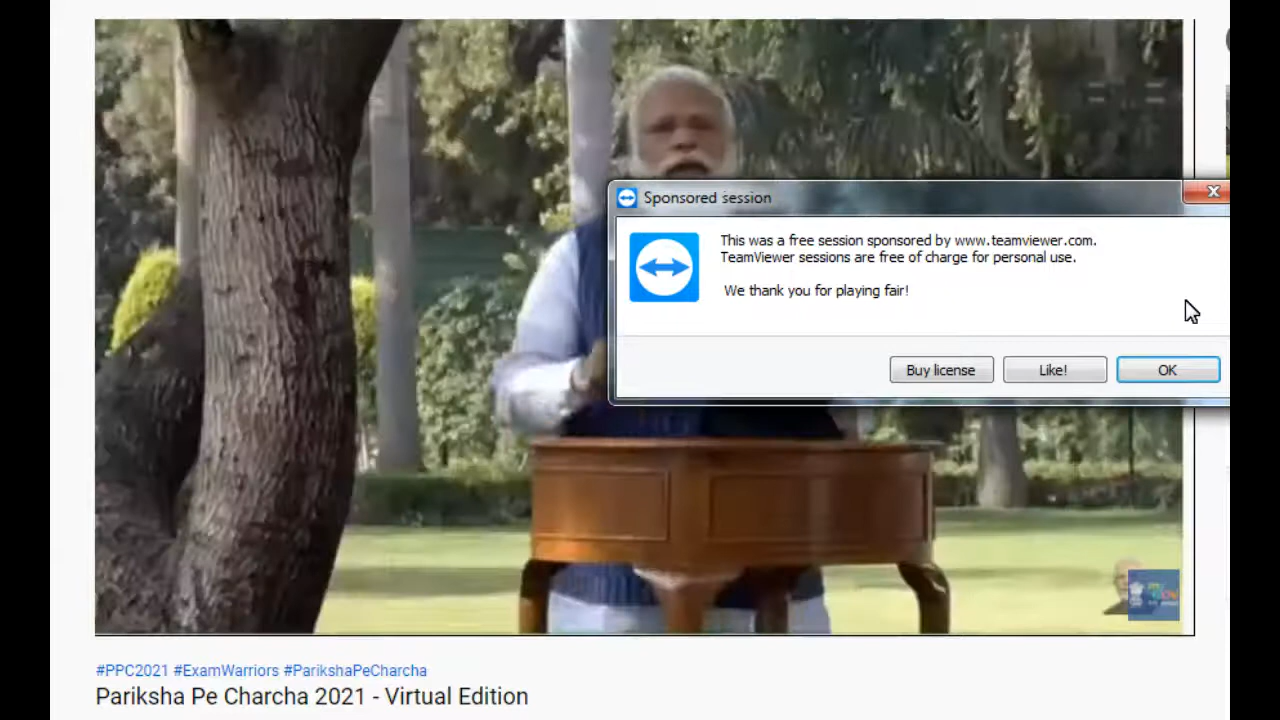 Sponsored session
This was a free session sponsored by www.teamviewer.com.
TeamViewer sessions are free of charge for personal use.
We thank you for playing fair!
Buy license
Like!
OK
#PPC2021 #ExamWarriors #ParikshaPeCharcha
Pariksha Pe Charcha 2021 - Virtual Edition